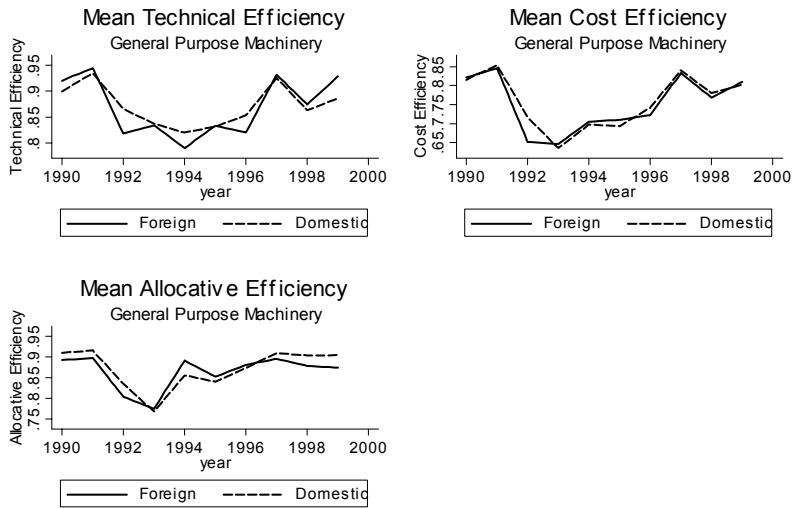 Mean Technical Efficiency
General Purpose Machinery
Technical Efficiency
.8 .85 .9 .95
1990 1992 1994 1996 1998 2000
year
Foreign Domestic
Mean Cost Efficiency
General Purpose Machinery
Cost Efficiency
.65 .7 .75 .8 .85
1990 1992 1994 1996 1998 2000
year
Foreign Domestic
Mean Allocative Efficiency
General Purpose Machinery
Allocative Efficiency
.75 .8 .85 .9 .95
1990 1992 1994 1996 1998 2000
year
Foreign Domestic